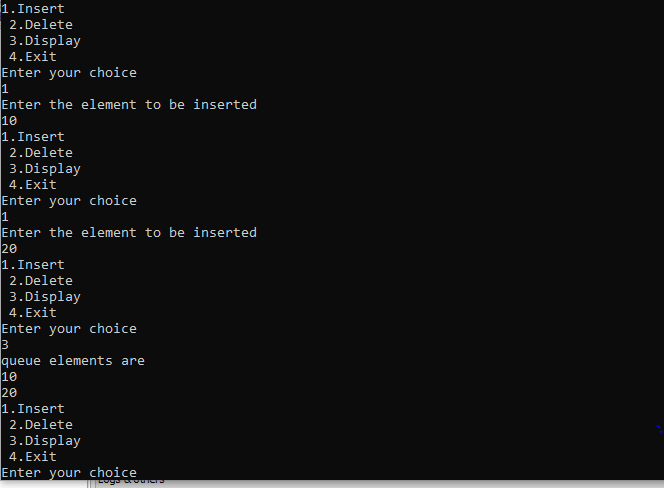 1.Insert
 2.Delete
 3.Display
 4.Exit
Enter your choice
1
Enter the element to be inserted
10
1.Insert
 2.Delete
 3.Display
 4.Exit
Enter your choice
1
Enter the element to be inserted
20
1.Insert
 2.Delete
 3.Display
 4.Exit
Enter your choice
3
queue elements are
10
20
1.Insert
 2.Delete
 3.Display
 4.Exit
Enter your choice
Logs & others